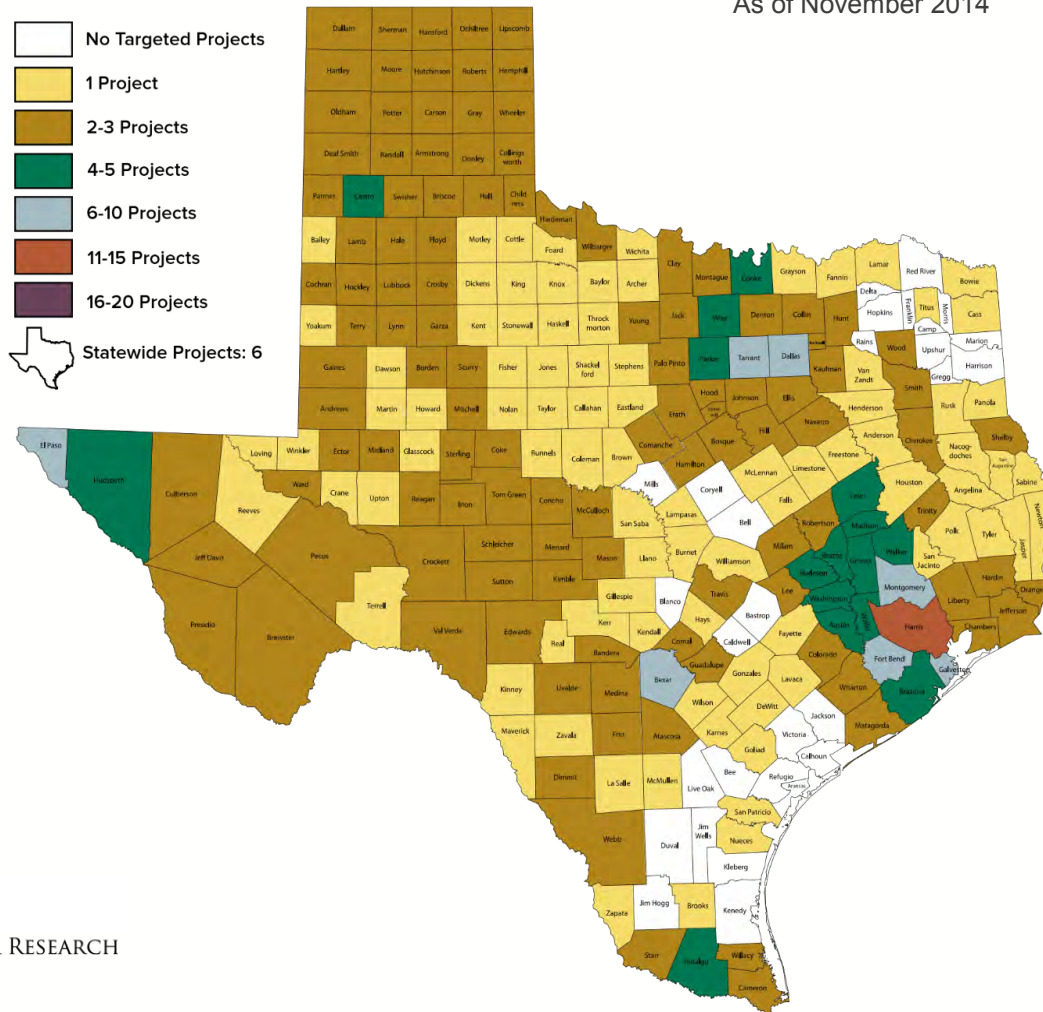 As of November 2014
No Targeted Projects
1 Project
2-3 Projects
4-5 Projects
6-10 Projects
11-15 Projects
16-20 Projects
Statewide Projects: 6
Dallam Sherman Hansford Ochiltree Lipscomb
Hartley Moore Hutchinson Roberts Hemphill
Oldham Potter Carson Gray Wheeler
Deaf Smith Randall Armstrong Donley Collings
worth
Parmer Castro Swisher Briscoe Hall Child
ress
Hardeman
Bailey Lamb Hale Floyd Motley Cottle Foard Wilbarger Wichita
Clay Montague Cooke Grayson Fannin Lamar Red River Bowie
Cochran Hockley Lubbock Crosby Dickens King Knox Baylor Archer
Delta Hopkins Franklin Titus Morris Cass
Yoakum Terry Lynn Garza Kent Stonewall Haskell Throck
morton
Young Jack Wise Denton Collin Hunt Rains Camp
Wood Upshur Marion
Gaines Dawson Borden Scurry Fisher Jones Shackel
ford
Stephens Palo Pinto Parker Tarrant Dallas Kaufman Van
Zandt
Gregg Harrison Smith
Andrews Martin Howard Mitchell Nolan Taylor Callahan Eastland
Erath Hood Johnson Ellis Henderson Rusk Panola
El Paso Hudspeth Culberson Loving Winkler Ector Midland Glasscock Sterling Coke Runnels Coleman Brown
Comanche Bosque Hill Navarro Anderson Cherokee Nacog-
doches
Shelby
San
Augustine
Sabine
Hamilton Freestone Limestone McLennan
Reeves Ward Crane Upton Reagan Irion Tom Green Concho McCulloch
Mills Coryell Falls Leon Houston Angelina
San Saba Lampasas Bell Robertson Madison Trinity Polk Tyler Jasper Newton
Jeff Davis Pecos Crockett Schleicher Menard Mason Llano Burnet Williamson Milam Brazos Grimes Walker San
Jacinto
Hardin
Sutton Kimble Gillespie Blanco Travis Lee Burleson Washington Montgomery Liberty Orange
Presidio Brewster Terrell Val Verde Edwards Kerr Kendall Hays Bastrop Austin Waller Harris Chambers Jefferson
Real Bandera Comal Caldwell Fayette Colorado Fort Bend Galveston
Kinney Uvalde Medina Bexar Guadalupe Gonzales Lavaca Wharton Brazoria
Maverick Zavala Frio Atascosa Wilson Karnes DeWitt Jackson Matagorda
Victoria
Goliad Calhoun
Dimmit La Salle McMullen Live Oak Bee Refugio
Aransas
San Patricio
Webb Duval Jim
Wells
Nueces
Kleberg
Zapata Jim Hogg Brooks Kenedy
Starr Hidalgo Willacy
Cameron
RESEARCH